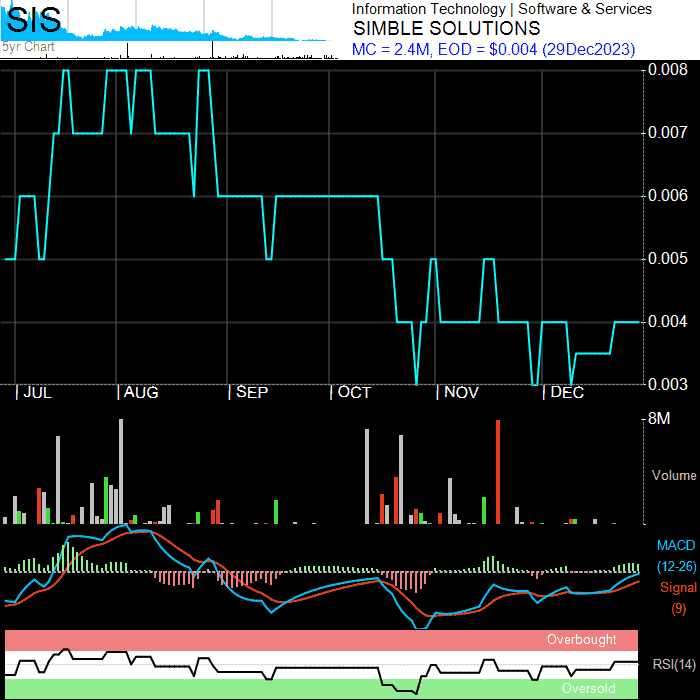 SIS
5yr Chart
Information Technology | Software & Services
SIMBLE SOLUTIONS
MC = 2.4M, EOD = $0.004 (29Dec2023)
0.008
0.007
0.006
0.005
0.004
0.003
JUL AUG SEP OCT NOV DEC
8M
Volume
MACD
(12-26)
Signal
(9)
Overbought
RSI(14)
Oversold